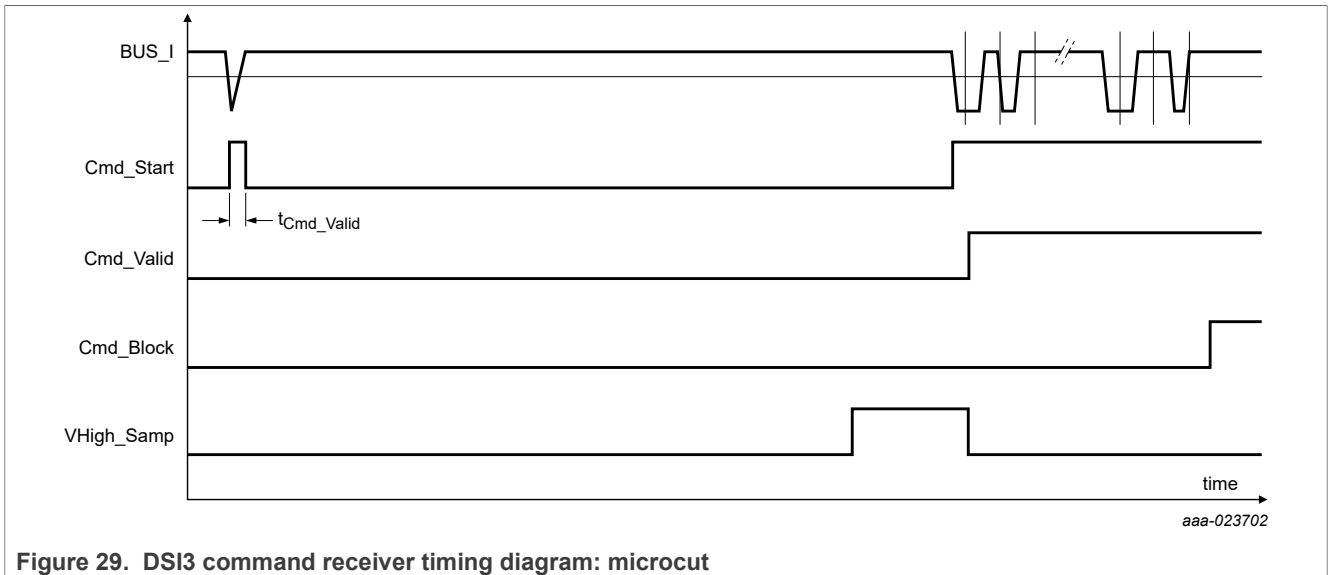 BUS_I
Cmd_Start
tCmd_Valid
Cmd_Valid
Cmd_Block
VHigh_Samp
time
aaa-023702
Figure 29. DSI3 command receiver timing diagram: microcut